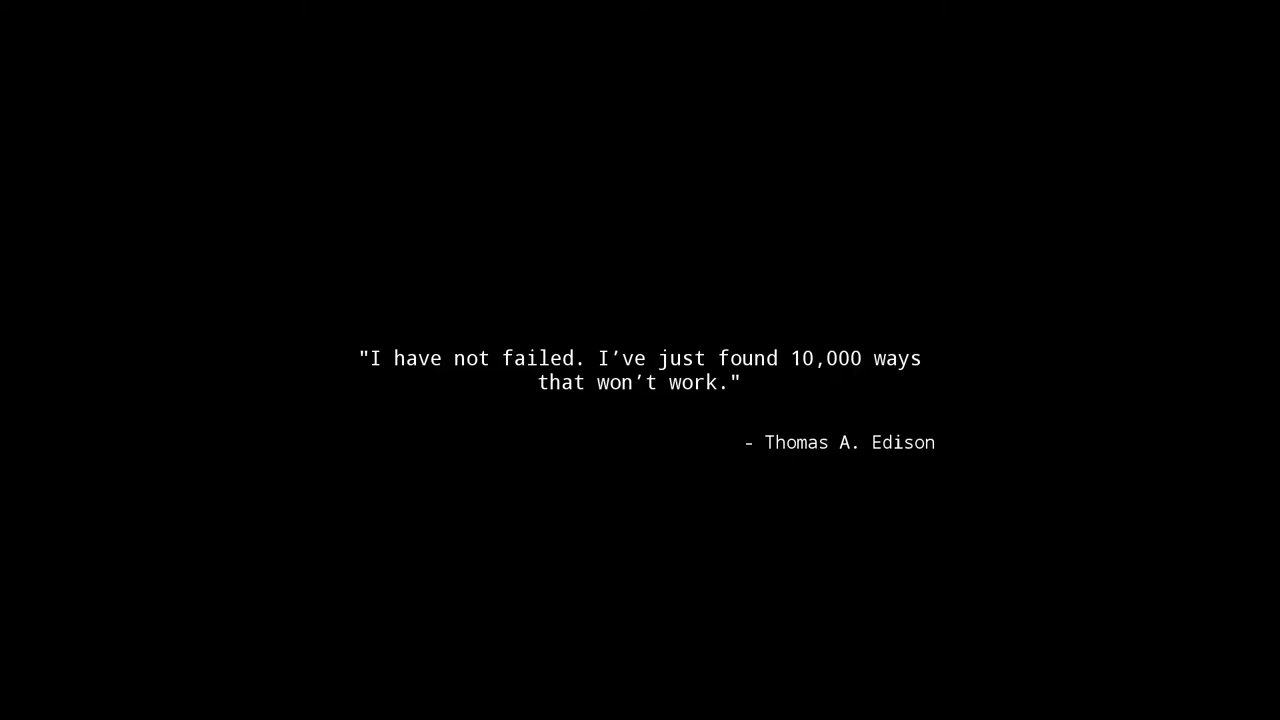 "I have not failed. I’ve just found 10,000 ways
that won’t work."
- Thomas A. Edison